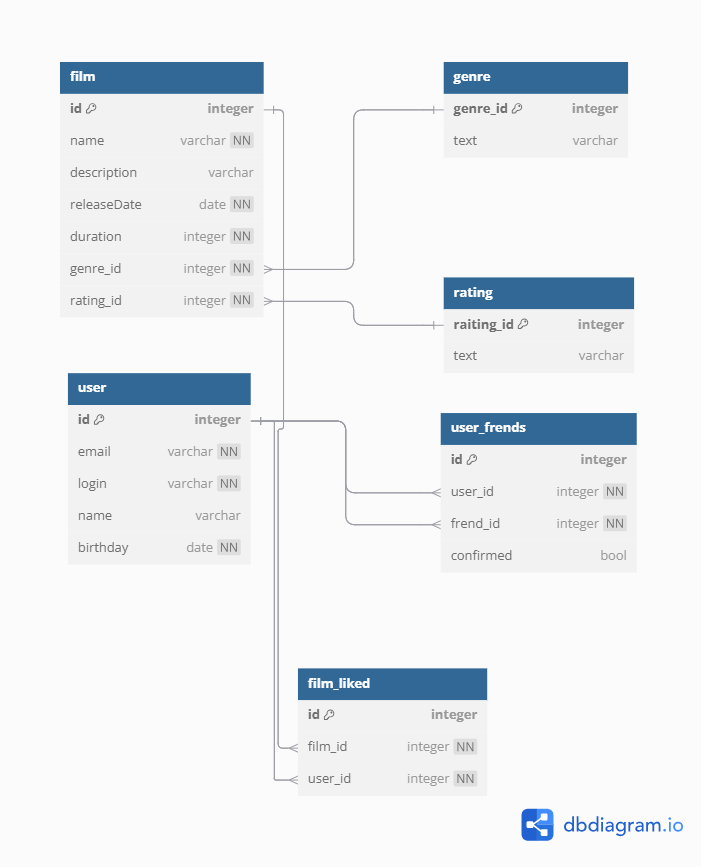 film
id integer
name varchar NN
description varchar
releaseDate date NN
duration integer NN
genre_id integer NN
rating_id integer NN
genre
genre_id integer
text varchar
rating
raiting_id integer
text varchar
user
id integer
email varchar NN
login varchar NN
name varchar
birthday date NN
user_frends
id integer
user_id integer NN
frend_id integer NN
confirmed bool
film_liked
id integer
film_id integer NN
user_id integer NN
dbdiagram.io